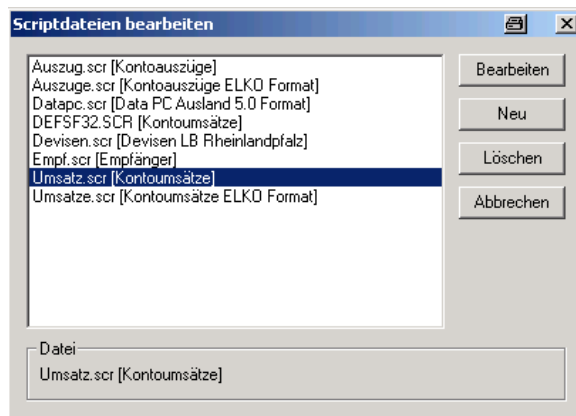 Scriptdateien bearbeiten
Auszug.scr [Kontoauszüge]
Auszuge.scr [Kontoauszüge ELKO Format]
Datapc.scr [Data PC Ausland 5.0 Format]
DEFSF32.SCR [Kontoumsätze]
Devisen.scr [Devisen LB Rheinlandpfalz]
Empf.scr [Empfänger]
Umsatz.scr [Kontoumsätze]
Umsatze.scr [Kontoumsätze ELKO Format]
Bearbeiten
Neu
Löschen
Abbrechen
Datei
Umsatz.scr [Kontoumsätze]